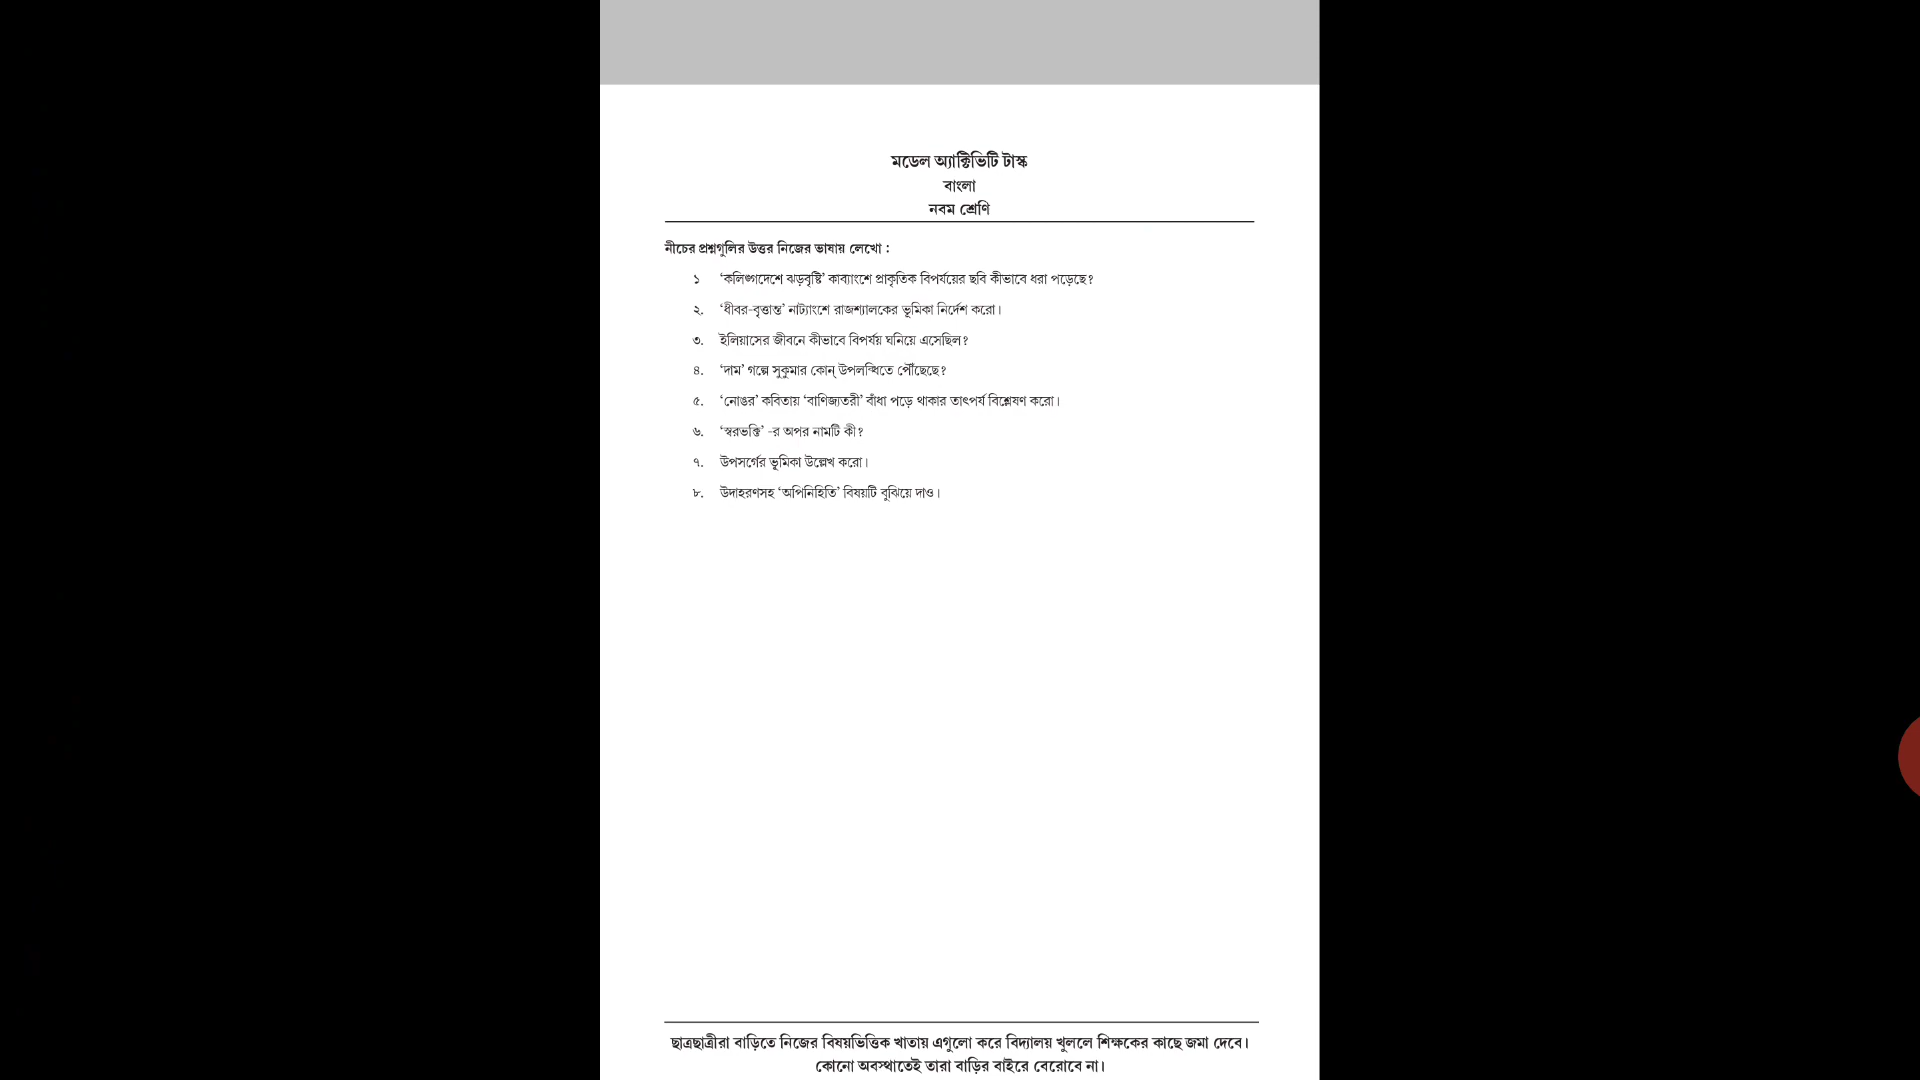 মডেল অ্যাক্টিভিটি টাস্ক
বাংলা
নবম শ্রেণি
নীচের প্রশ্নগুলির উত্তর নিজের ভাষায় লেখো :
১ ‘কলিঙ্গদেশে ঝড়বৃষ্টি’ কাব্যাংশে প্রাকৃতিক বিপর্যয়ের ছবি কীভাবে ধরা পড়েছে?
২. ‘ধীবর-বৃত্তান্ত’ নাট্যাংশে রাজশ্যালকের ভূমিকা নির্দেশ করো।
৩. ইলিয়াসের জীবনে কীভাবে বিপর্যয় ঘনিয়ে এসেছিল?
৪. ‘দাম’ গল্পে সুকুমার কোন্ উপলব্ধিতে পৌঁছেছে?
৫. ‘নোঙর’ কবিতায় ‘বাণিজ্যতরী’ বাঁধা পড়ে থাকার তাৎপর্য বিশ্লেষণ করো।
৬. ‘স্বরভক্তি’ -র অপর নামটি কী?
৭. উপসর্গের ভূমিকা উল্লেখ করো।
৮. উদাহরণসহ ‘অপিনিহিতি’ বিষয়টি বুঝিয়ে দাও।
ছাত্রছাত্রীরা বাড়িতে নিজের বিষয়ভিত্তিক খাতায় এগুলো করে বিদ্যালয় খুললে শিক্ষকের কাছে জমা দেবে।
কোনো অবস্থাতেই তারা বাড়ির বাইরে বেরোবে না।